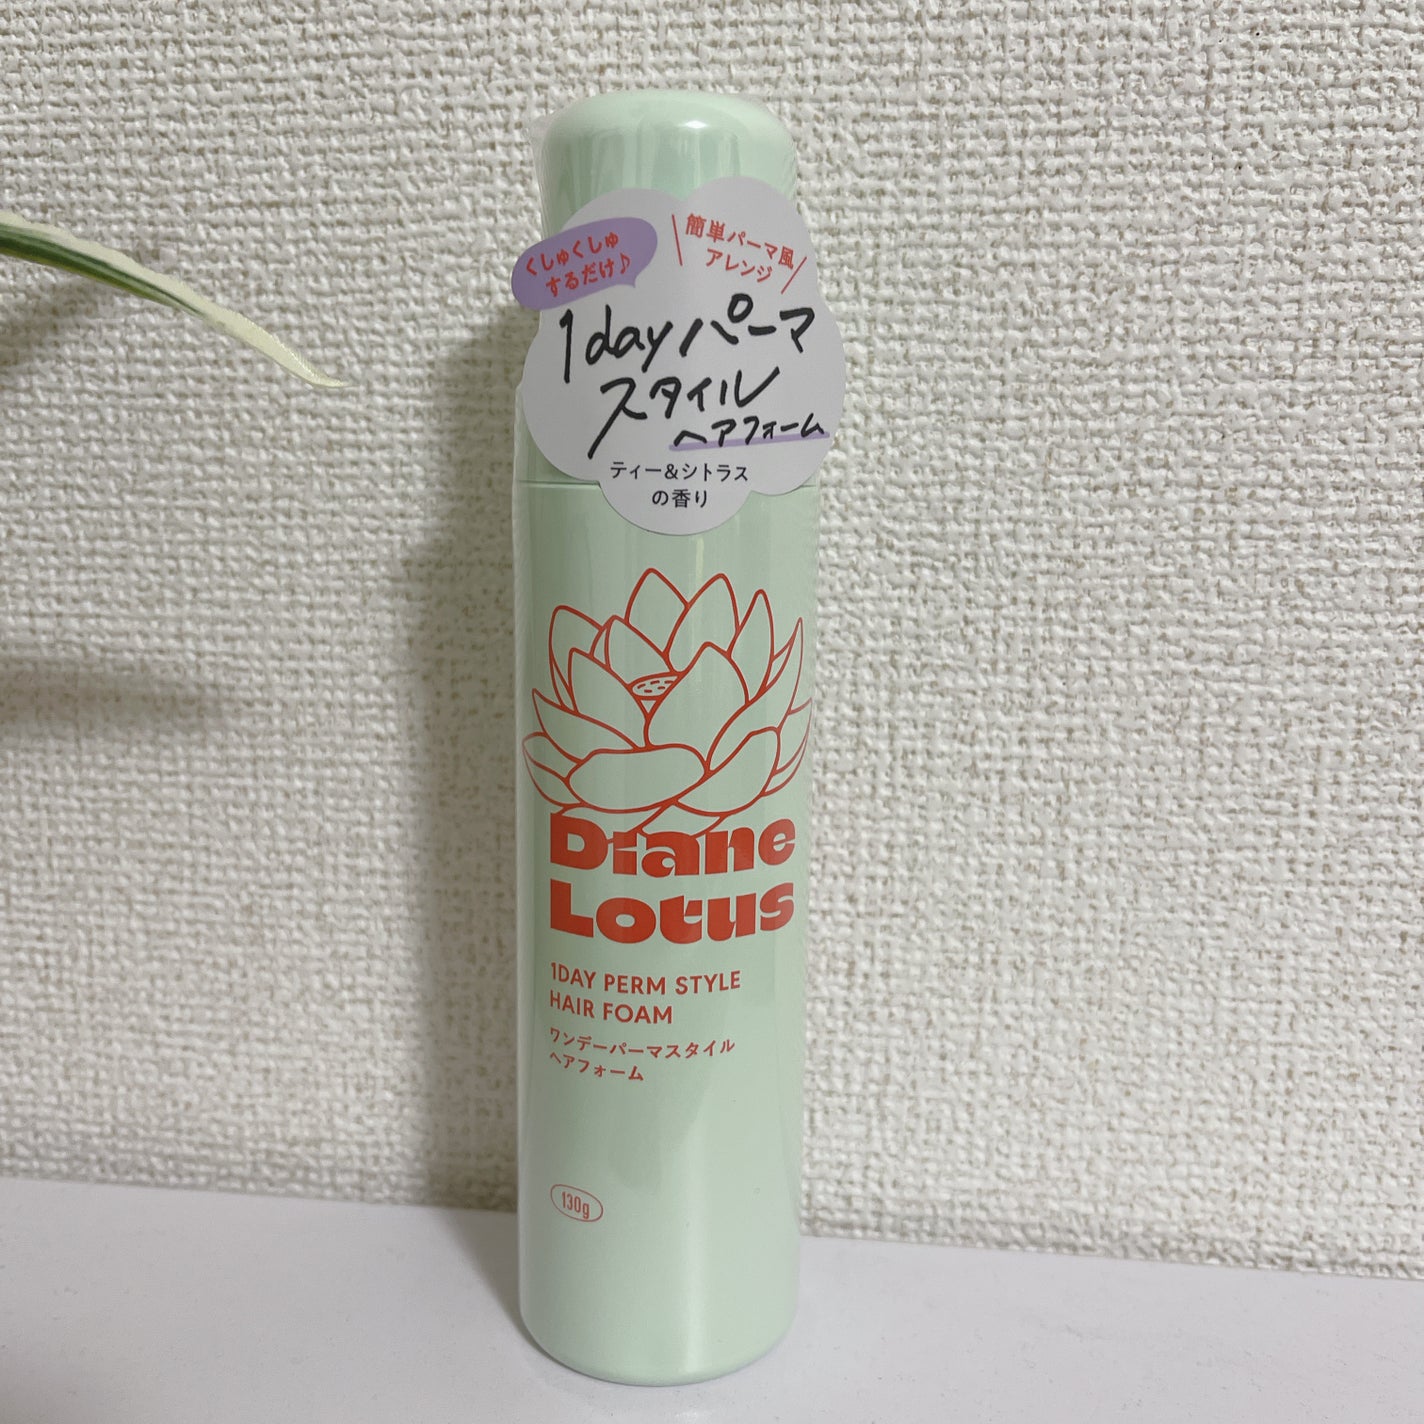 くしゅくしゅ
するだけ♪
簡単パーマ風
アレンジ
1dayパーマ
スタイル
ヘアフォーム
ティー&シトラス
の香り
Diane
Lotus
1DAY PERM STYLE
HAIR FOAM
ワンデーパーマスタイル
ヘアフォーム
130g